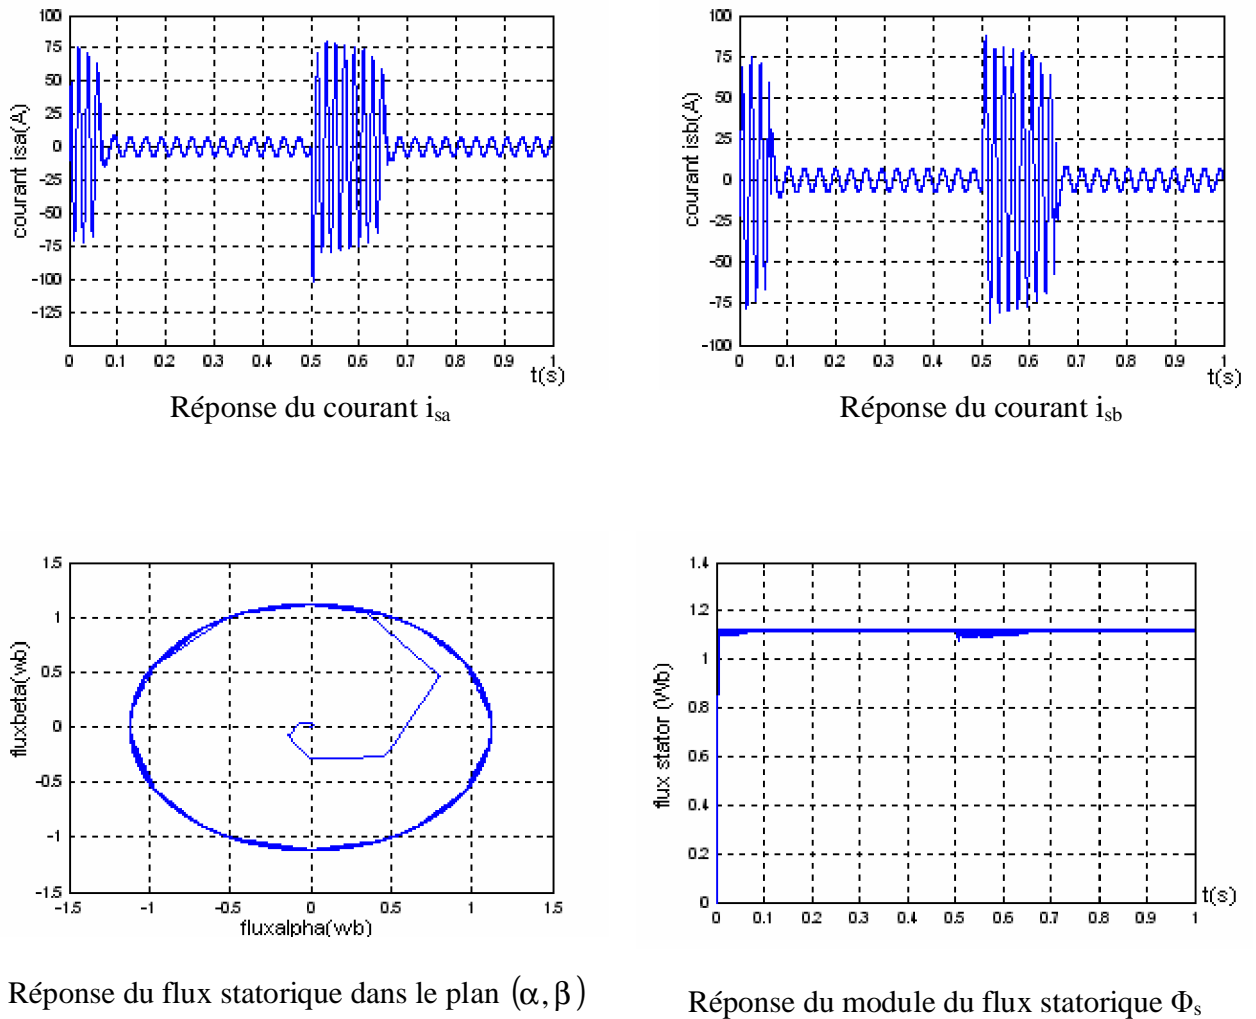 100
75
50
25
0
-25
-50
-75
-100
-125
courant isa(A)
0 0.1 0.2 0.3 0.4 0.5 0.6 0.7 0.8 0.9 1
t(s)
Réponse du courant isa
100
75
50
25
0
-25
-50
-75
-100
courant isb(A)
0 0.1 0.2 0.3 0.4 0.5 0.6 0.7 0.8 0.9 1
t(s)
Réponse du courant isb
1.5
1
0.5
0
-0.5
-1
-1.5
fluxbeta(wb)
-1.5 -1 -0.5 0 0.5 1 1.5
fluxalpha(wb)
Réponse du flux statorique dans le plan (α,β)
1.4
1.2
1
0.8
0.6
0.4
0.2
0
flux stator (Wb)
0 0.1 0.2 0.3 0.4 0.5 0.6 0.7 0.8 0.9 1
t(s)
Réponse du module du flux statorique Φs